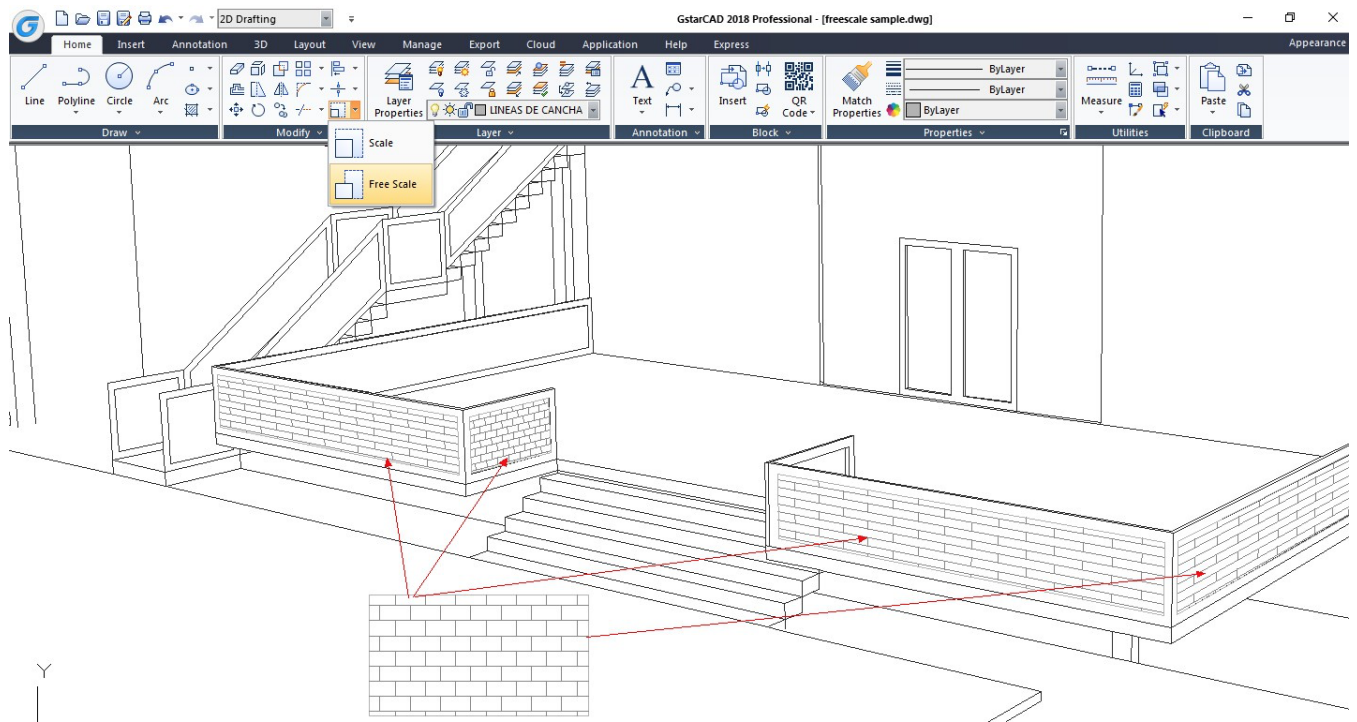 G
2D Drafting
GstarCAD 2018 Professional - [freescale sample.dwg]
Home Insert Annotation 3D Layout View Manage Export Cloud Application Help Express Appearance
Line Polyline Circle Arc
Layer
Properties
LINEAS DE CANCHA
A
Text
Insert
QR
Code
Match
Properties
ByLayer
ByLayer
ByLayer
Measure
Paste
Draw Modify Layer Annotation Block Properties Utilities Clipboard
Scale
Free Scale
Y